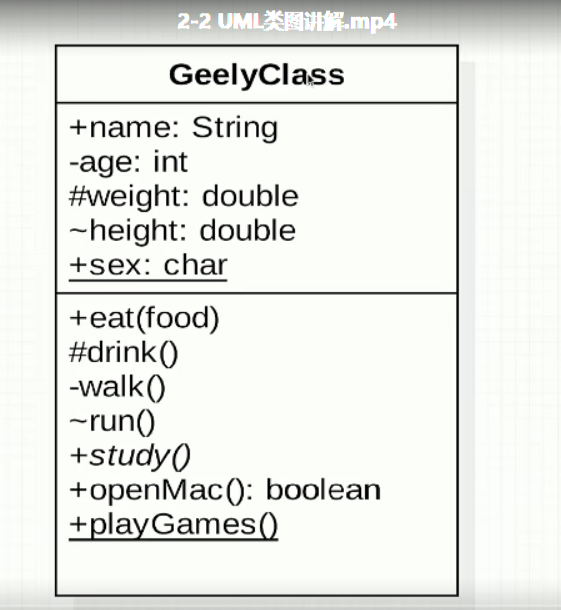 2-2 UML类图讲解.mp4
GeelyClass
+name: String
-age: int
#weight: double
~height: double
+sex: char
+eat(food)
#drink()
-walk()
~run()
+study()
+openMac(): boolean
+playGames()